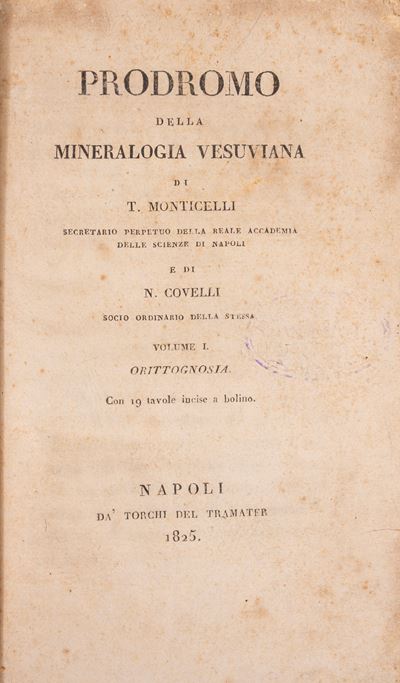 PRODROMO
DELLA
MINERALOGIA VESUVIANA
DI
T. MONTICELLI
SECRETARIO PERPETUO DELLA REALE ACCADEMIA
DELLE SCIENZE DI NAPOLI
E DI
N. COVELLI
SOCIO ORDINARIO DELLA STESSA
VOLUME I.
ORITTOGNOSIA.
Con 19 tavole incise a bolino.
NAPOLI
DA' TORCHI DEL TRAMATER
1825.